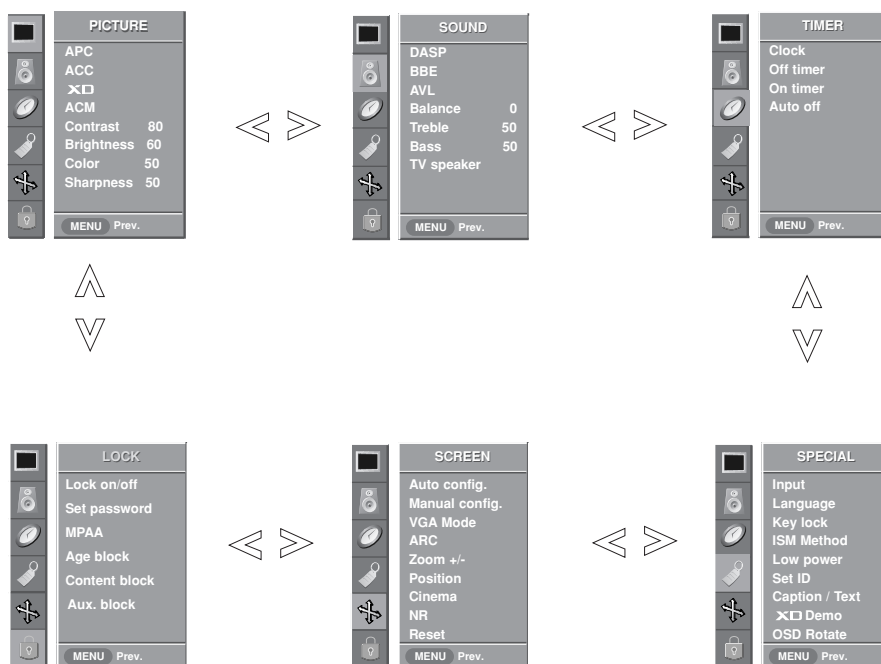 PICTURE
APC
ACC
XD
ACM
Contrast 80
Brightness 60
Color 50
Sharpness 50
MENU Prev.
SOUND
DASP
BBE
AVL
Balance 0
Treble 50
Bass 50
TV speaker
MENU Prev.
TIMER
Clock
Off timer
On timer
Auto off
MENU Prev.
LOCK
Lock on/off
Set password
MPAA
Age block
Content block
Aux. block
MENU Prev.
SCREEN
Auto config.
Manual config.
VGA Mode
ARC
Zoom +/-
Position
Cinema
NR
Reset
MENU Prev.
SPECIAL
Input
Language
Key lock
ISM Method
Low power
Set ID
Caption / Text
XD Demo
OSD Rotate
MENU Prev.